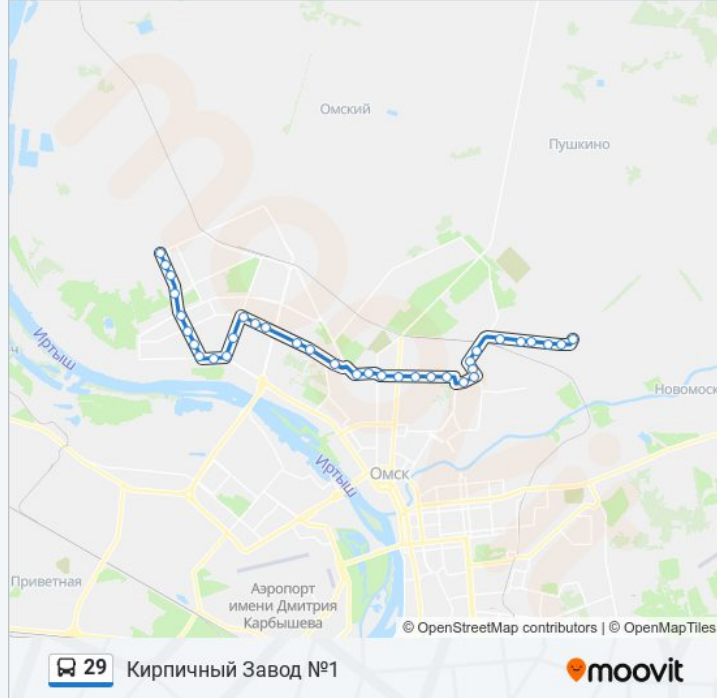 Омский
Пушкино
Иртыш
Новомоск
Иртыш
Омск
Приветная
Аэропорт
имени Дмитрия
Карбышева
© OpenStreetMap contributors | © OpenMapTiles
29 Кирпичный Завод №1
moovit